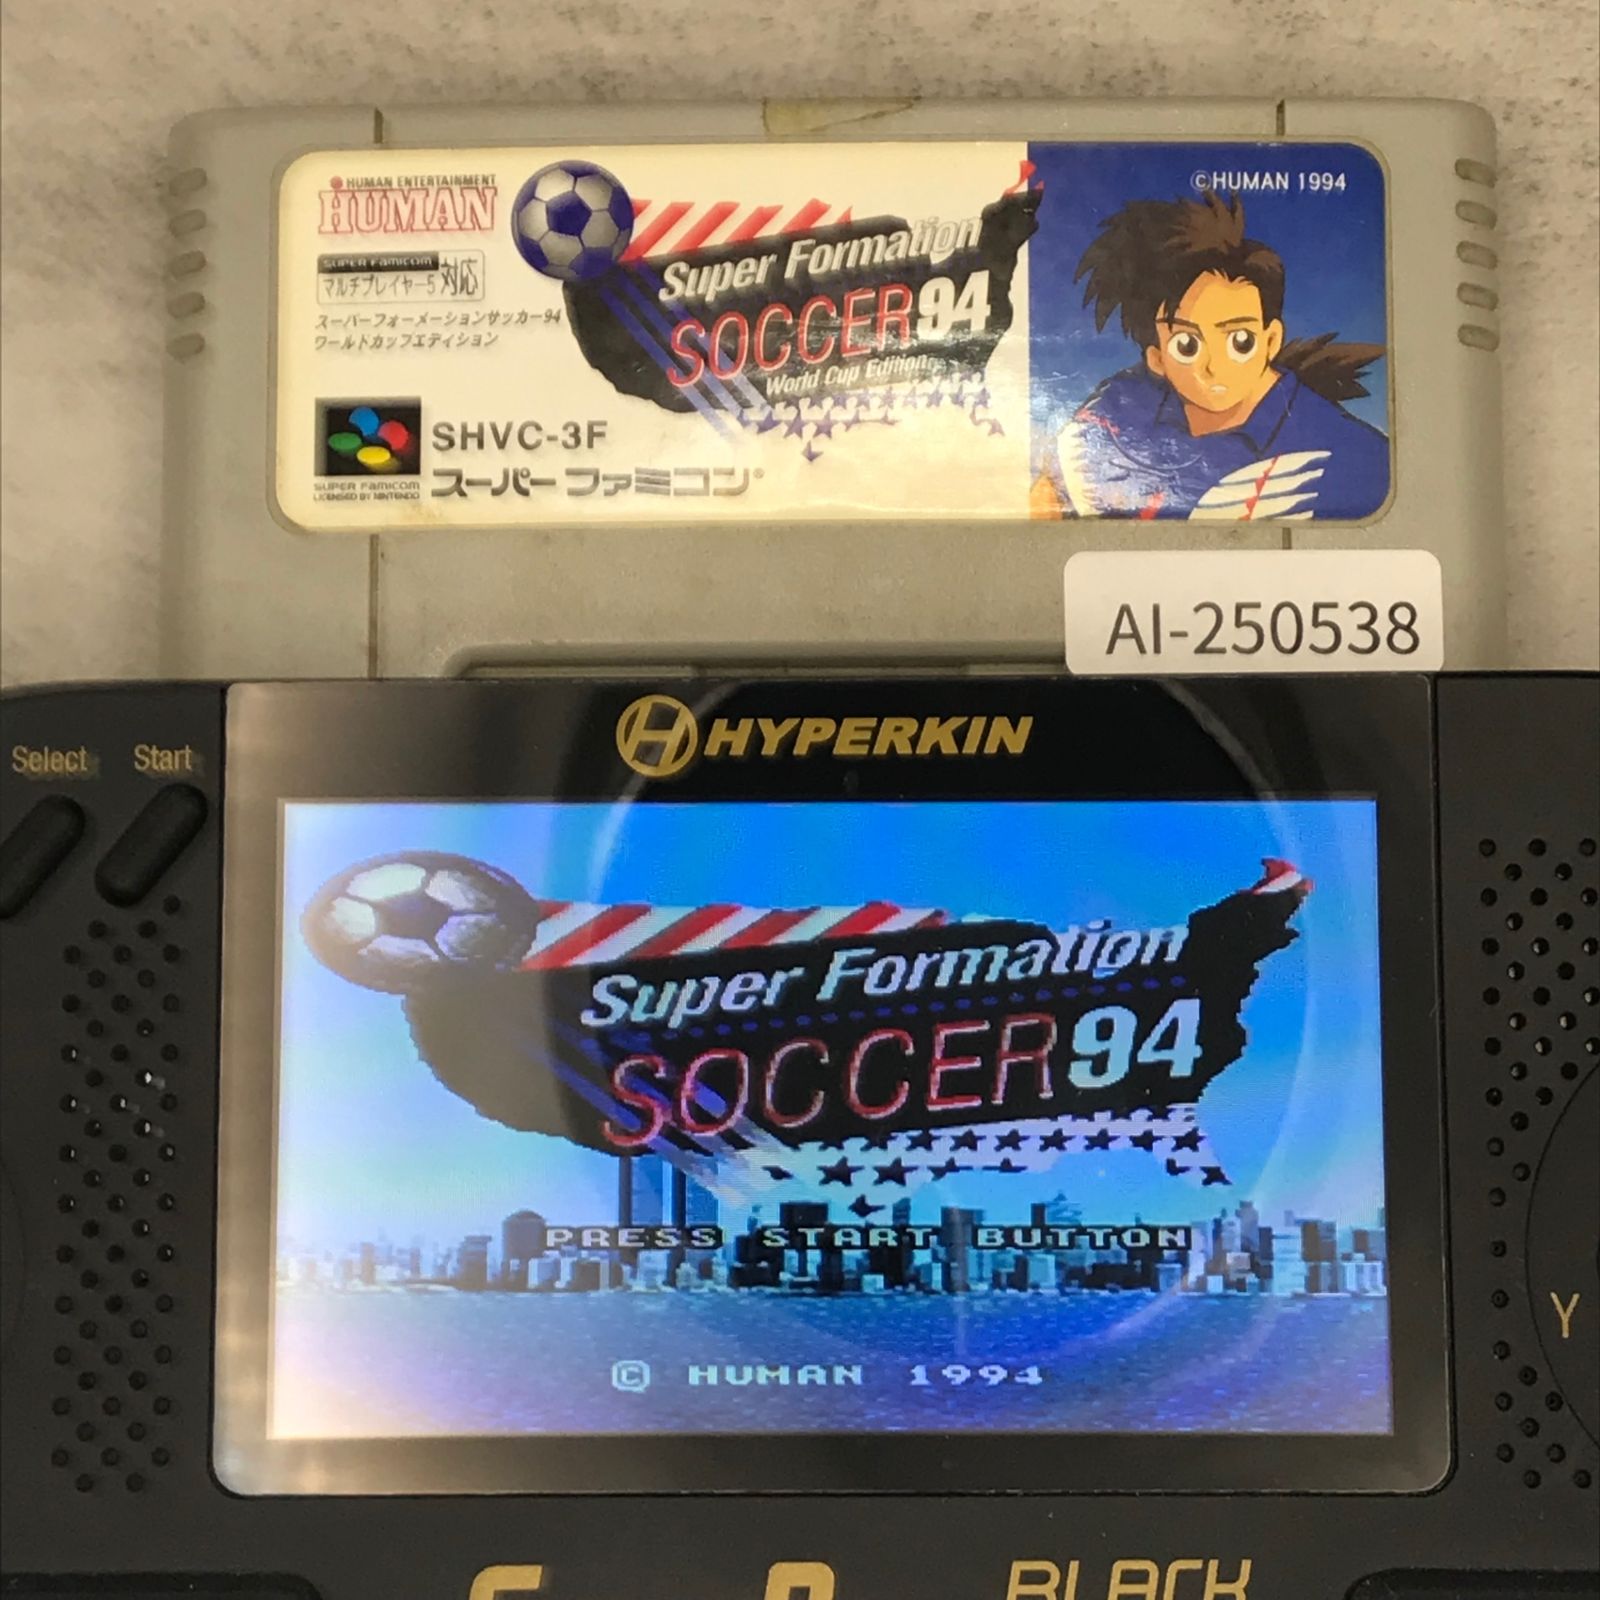 HUMAN ENTERTAINMENT
HUMAN
SUPER FAMICOM
マルチプレイヤー5対応
スーパーフォーメーションサッカー94
ワールドカップエディション
Super Formation
SOCCER94
World Cup Edition
©HUMAN 1994
SHVC-3F
SUPER FAMICOM
LICENSED BY NINTENDO
スーパーファミコン
AI-250538
Select
Start
HYPERKIN
Super Formation
SOCCER94
PRESS START BUTTON
© HUMAN 1994
Y
BLACK